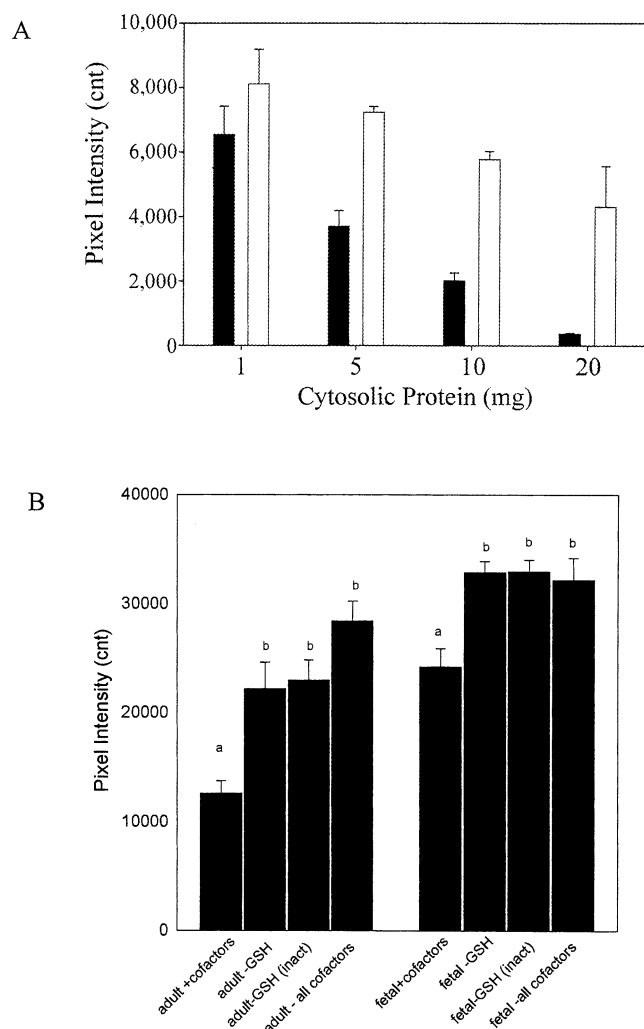 A
10,000
8,000
6,000
4,000
2,000
0
Pixel Intensity (cnt)
1 5 10 20
Cytosolic Protein (mg)
B
40000
30000
20000
10000
0
Pixel Intensity (cnt)
a b b b a b b b
adult +cofactors
adult -GSH
adult-GSH (inact)
adult - all cofactors
fetal+cofactors
fetal -GSH
fetal-GSH (inact)
fetal -all cofactors